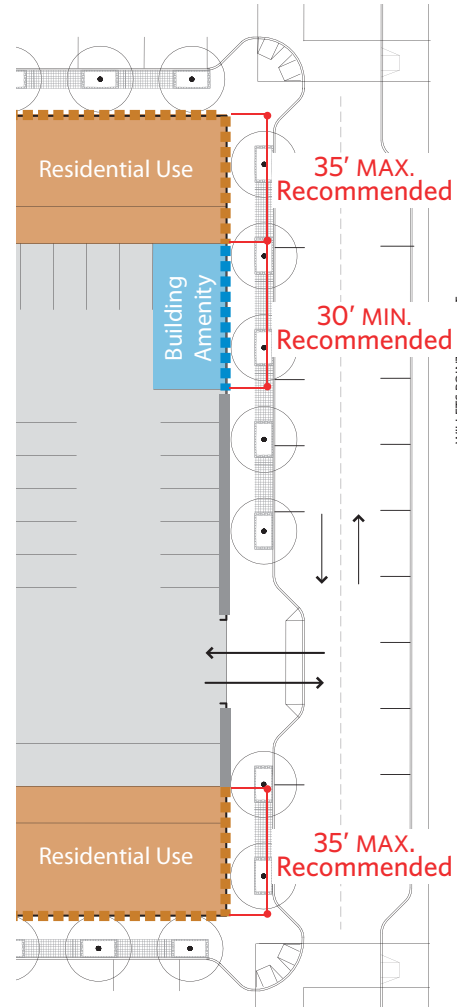 Residential Use
35’ MAX.
Recommended
Building
Amenity
30’ MIN.
Recommended
Residential Use
35’ MAX.
Recommended